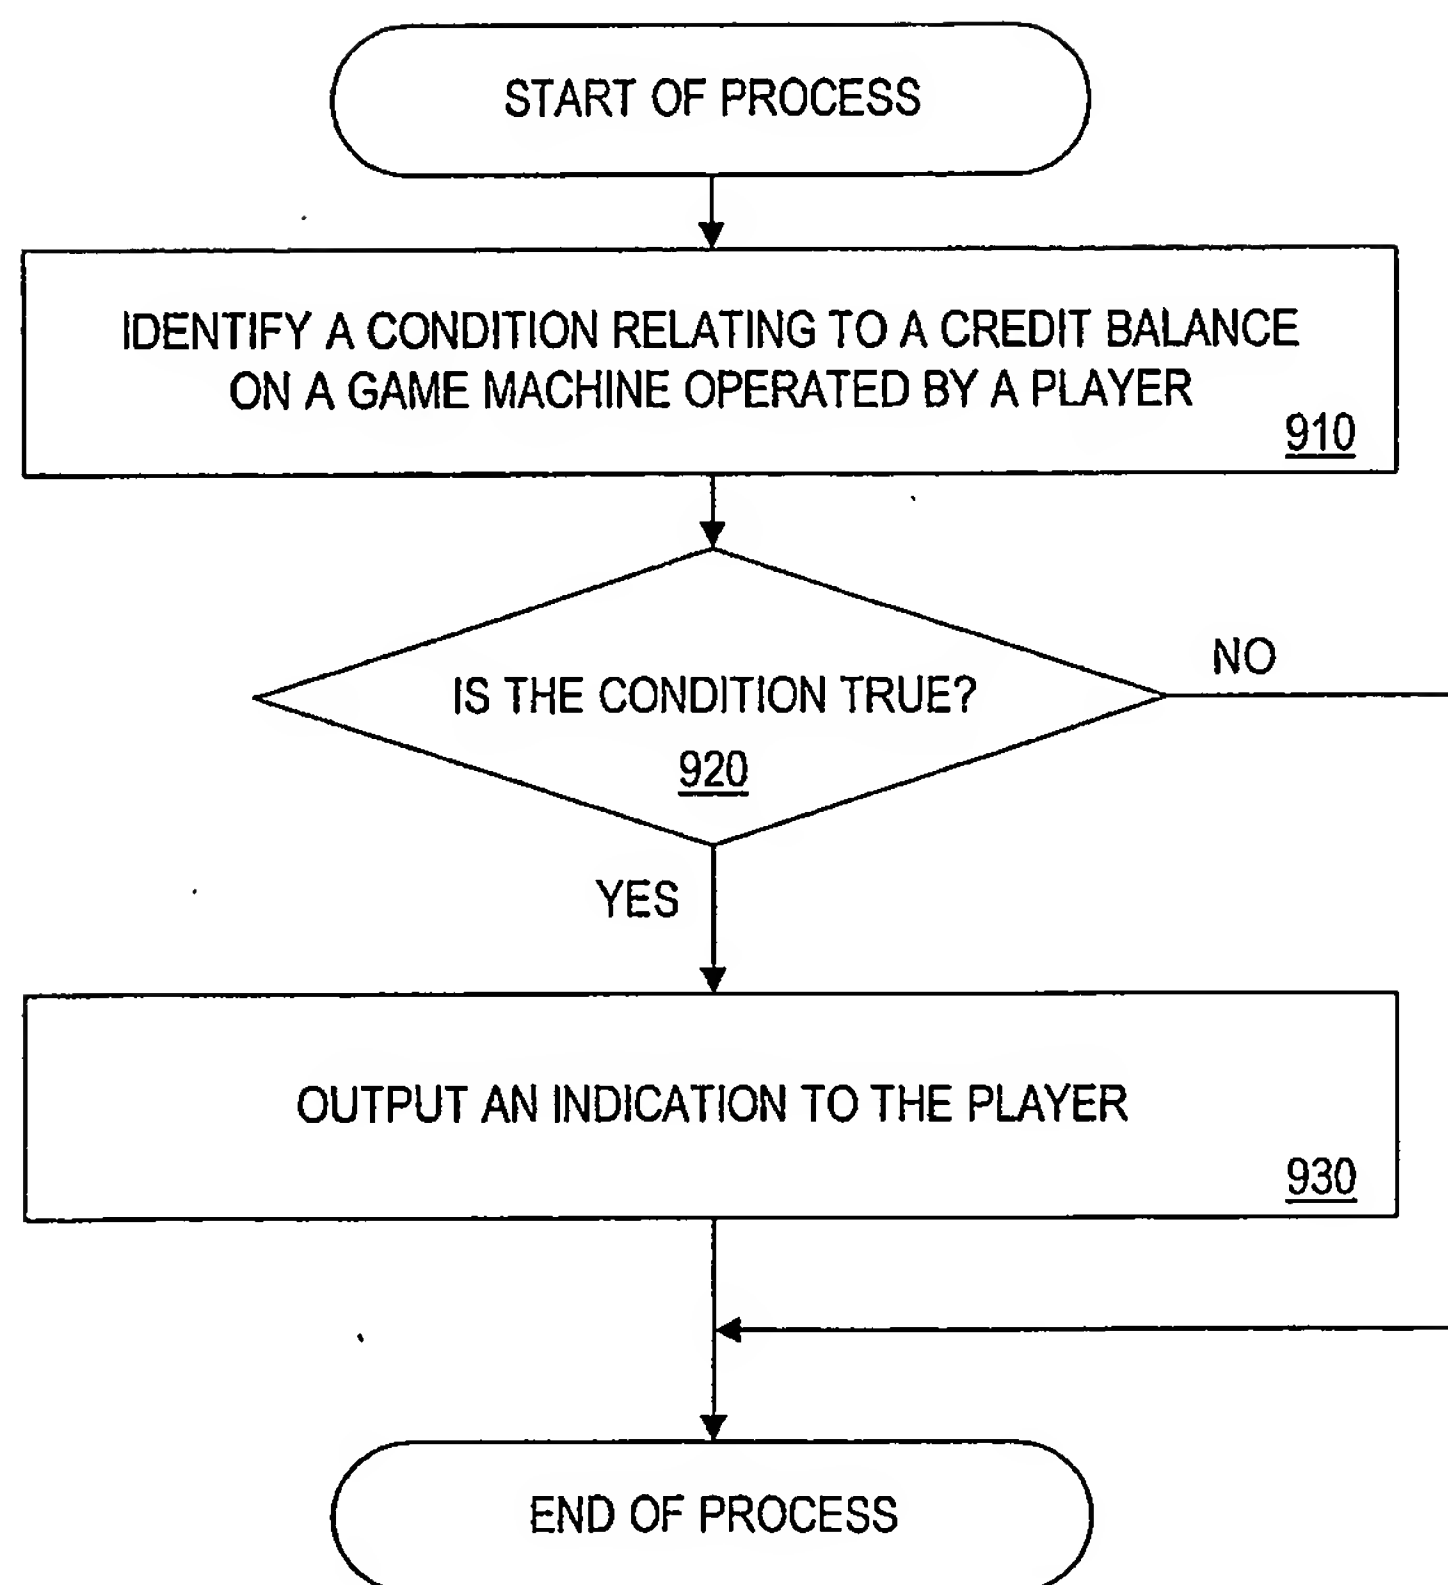 START OF PROCESS
IDENTIFY A CONDITION RELATING TO A CREDIT BALANCE
ON A GAME MACHINE OPERATED BY A PLAYER
910
IS THE CONDITION TRUE?
NO
920
YES
OUTPUT AN INDICATION TO THE PLAYER
930
END OF PROCESS